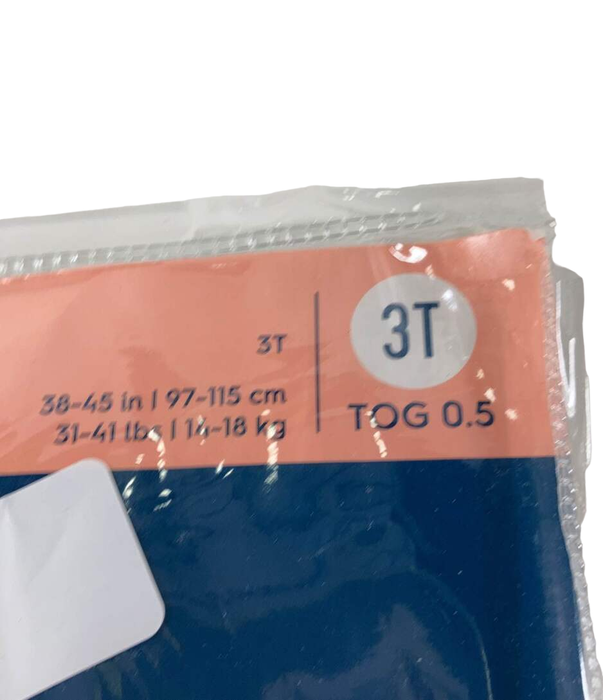 3T
38-45 in | 97-115 cm
31-41 lbs | 14-18 kg
3T
TOG 0.5